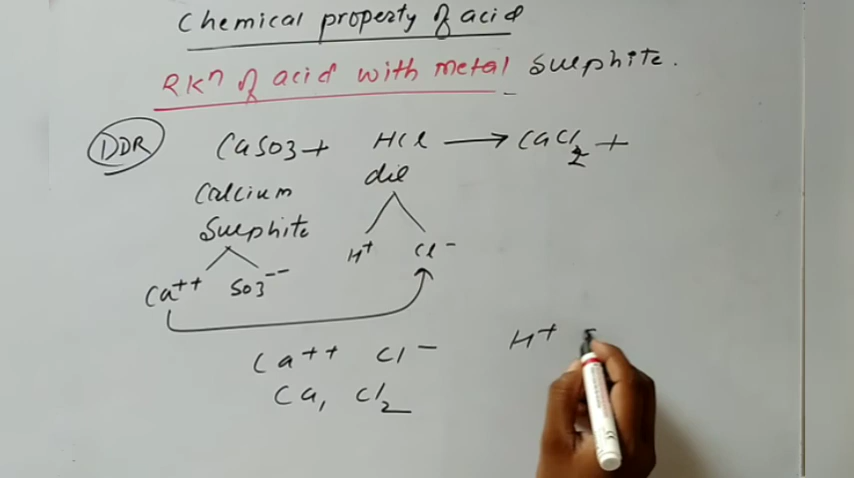 Chemical property of acid
RKn of acid with metal sulphite.
DDR CaSO3 + HCl → CaCl2 +
Calcium dil
Sulphite
H+ Cl-
Ca++ SO3--
Ca++ Cl- H+
Ca1 Cl2